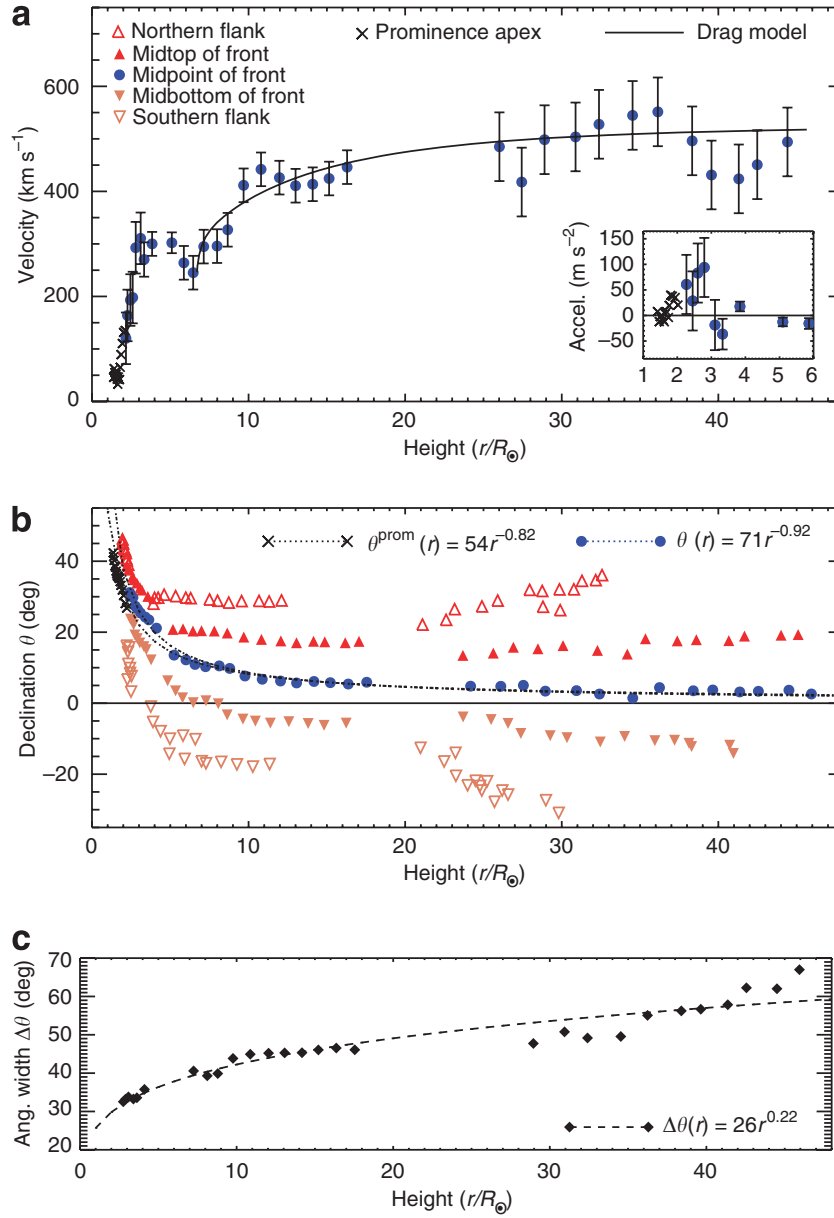 a
Northern flank
Midtop of front
Midpoint of front
Midbottom of front
Southern flank
Prominence apex
Drag model
Velocity (km s⁻¹)
600
400
200
0
0 10 20 30 40
Height (r/R☉)
Accel. (m s⁻²)
150
100
50
0
−50
1 2 3 4 5 6
b
θᵖʳᵒᵐ (r) = 54r⁻⁰·⁸²
θ (r) = 71r⁻⁰·⁹²
Declination θ (deg)
40
20
0
−20
0 10 20 30 40
Height (r/R☉)
c
Ang. width Δθ (deg)
70
60
50
40
30
20
Δθ(r) = 26r⁰·²²
0 10 20 30 40
Height (r/R☉)